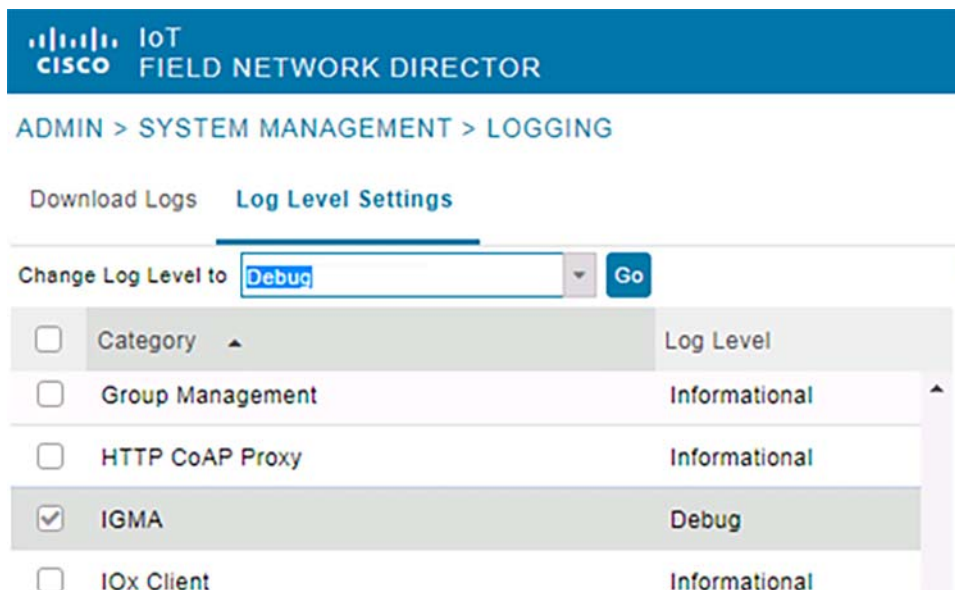 IoT
CISCO FIELD NETWORK DIRECTOR
ADMIN > SYSTEM MANAGEMENT > LOGGING
Download Logs Log Level Settings
Change Log Level to Debug Go
Category Log Level
Group Management Informational
HTTP CoAP Proxy Informational
IGMA Debug
IOx Client Informational